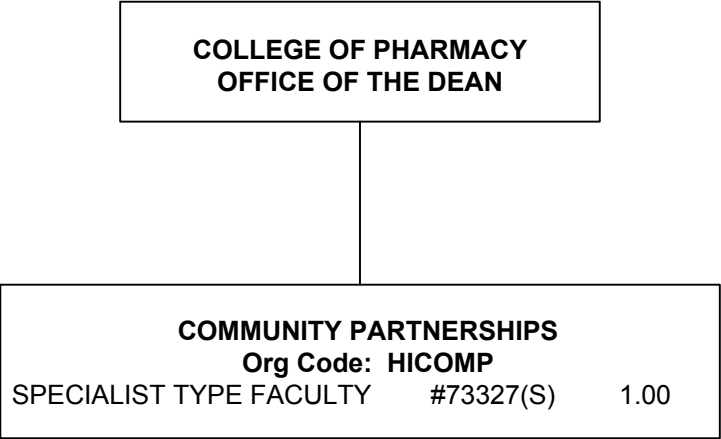 COLLEGE OF PHARMACY
OFFICE OF THE DEAN
COMMUNITY PARTNERSHIPS
Org Code: HICOMP
SPECIALIST TYPE FACULTY #73327(S) 1.00